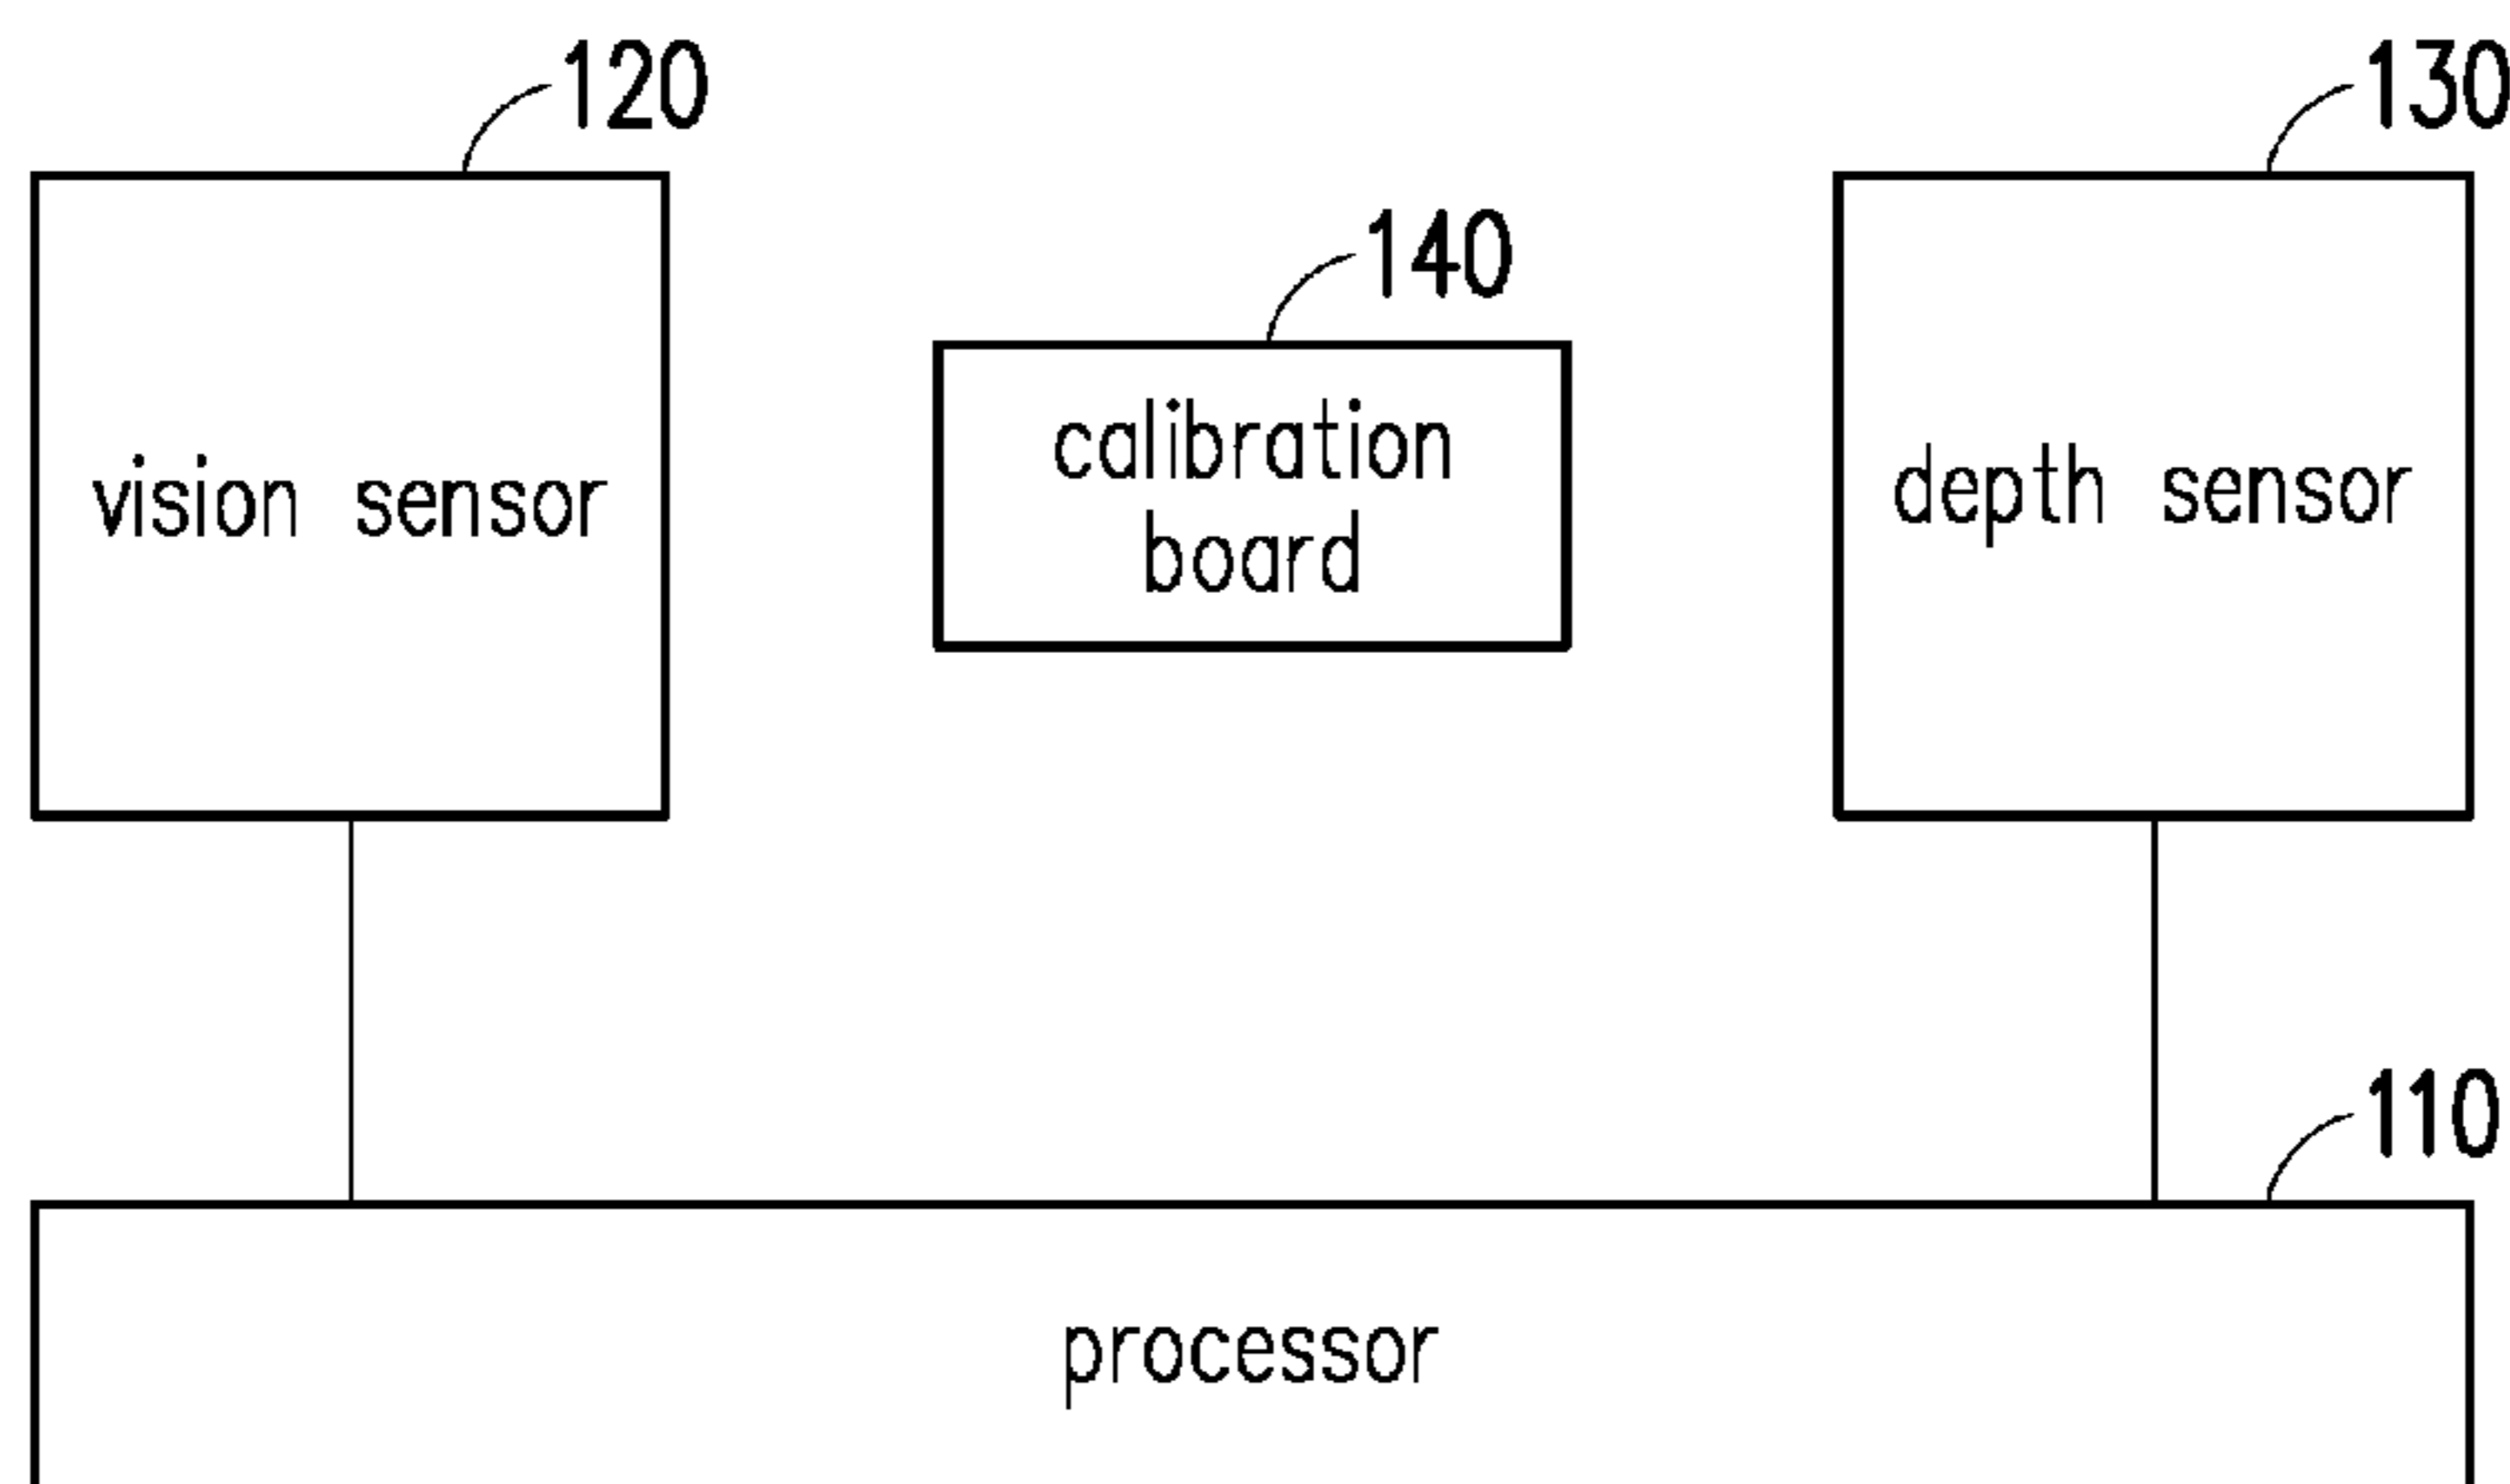 120
130
140
vision sensor
calibration
board
depth sensor
110
processor